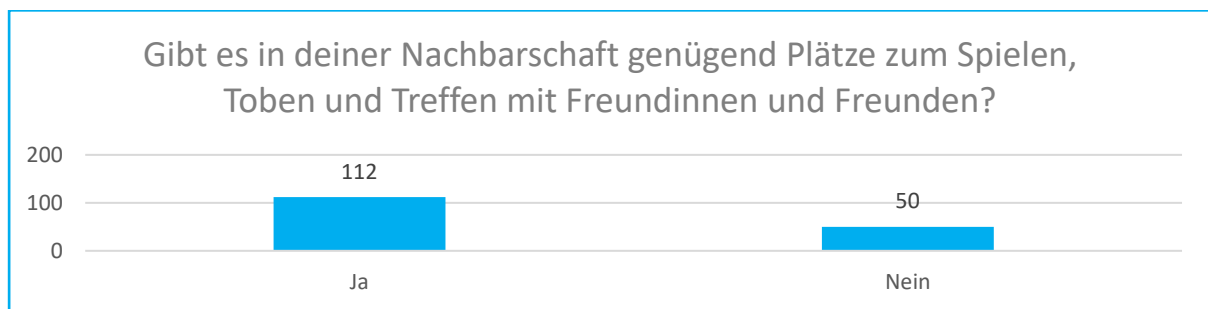 Gibt es in deiner Nachbarschaft genügend Plätze zum Spielen,
Toben und Treffen mit Freundinnen und Freunden?
200
112
100
50
0
Ja
Nein